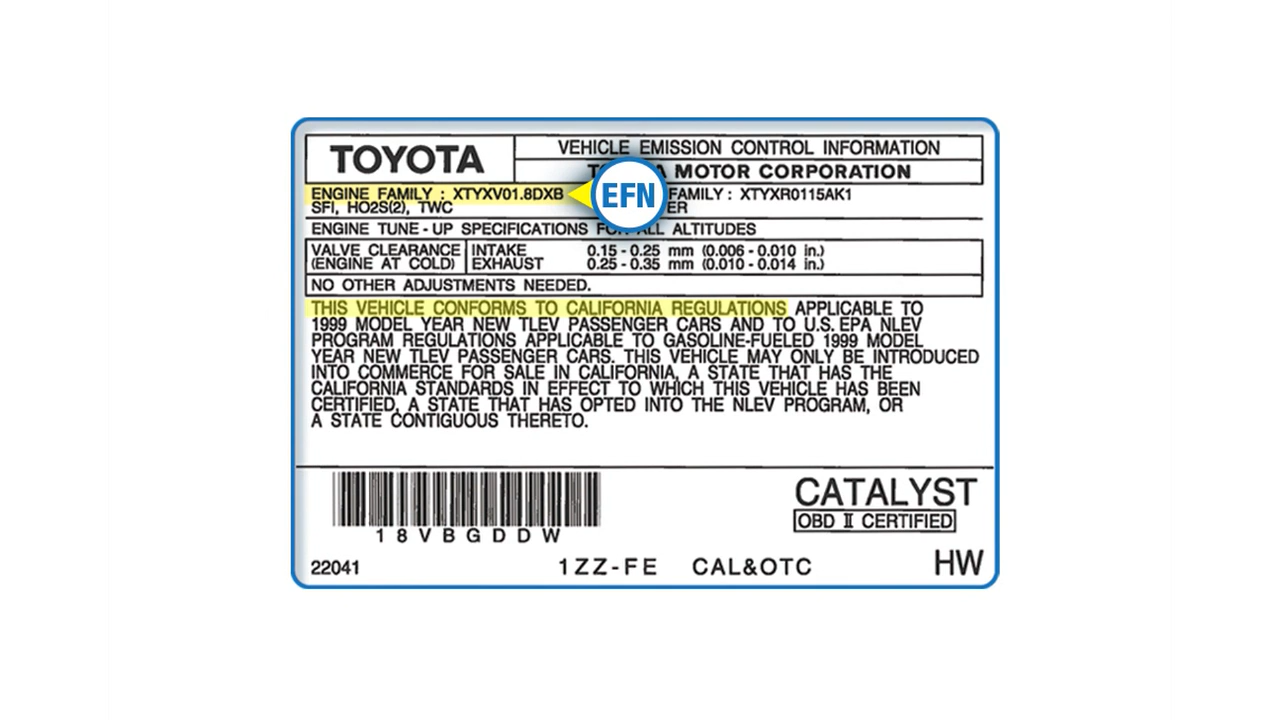 TOYOTA
VEHICLE EMISSION CONTROL INFORMATION
MOTOR CORPORATION
ENGINE FAMILY : XTYXV01.8DXB
EFN
FAMILY : XTYXR0115AK1
SFI, HO2S(2), TWC
ENGINE TUNE-UP SPECIFICATIONS FOR ALL ALTITUDES
VALVE CLEARANCE INTAKE 0.15 - 0.25 mm (0.006 - 0.010 in.)
(ENGINE AT COLD) EXHAUST 0.25 - 0.35 mm (0.010 - 0.014 in.)
NO OTHER ADJUSTMENTS NEEDED.
THIS VEHICLE CONFORMS TO CALIFORNIA REGULATIONS APPLICABLE TO
1999 MODEL YEAR NEW TLEV PASSENGER CARS AND TO U.S. EPA NLEV
PROGRAM REGULATIONS APPLICABLE TO GASOLINE-FUELED 1999 MODEL
YEAR NEW TLEV PASSENGER CARS. THIS VEHICLE MAY ONLY BE INTRODUCED
INTO COMMERCE FOR SALE IN CALIFORNIA, A STATE THAT HAS THE
CALIFORNIA STANDARDS IN EFFECT TO WHICH THIS VEHICLE HAS BEEN
CERTIFIED, A STATE THAT HAS OPTED INTO THE NLEV PROGRAM, OR
A STATE CONTIGUOUS THERETO.
18VBGDDW
CATALYST
OBD II CERTIFIED
22041
1ZZ-FE CAL&OTC
HW